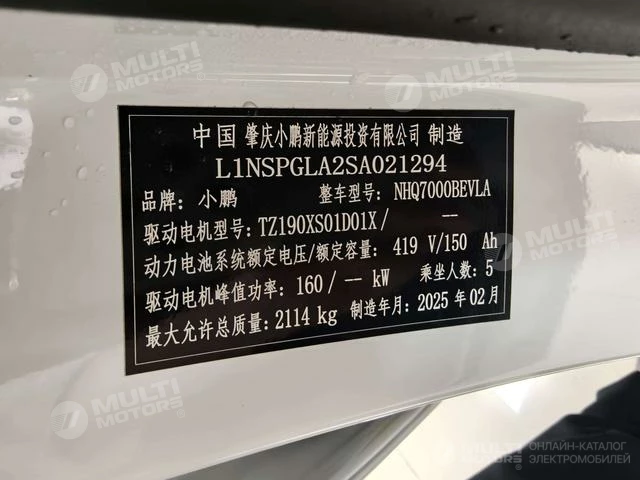 MULTI
MOTORS®
MULTI
MOTORS®
MULTI
MOTORS®
中国 肇庆小鹏新能源投资有限公司 制造
L1NSPGLA2SA021294
品牌: 小鹏 整车型号: NHQ7000BEVLA
驱动电机型号: TZ190XS01D01X/ --
动力电池系统额定电压/额定容量: 419 V/150 Ah
驱动电机峰值功率: 160/ -- kW 乘坐人数: 5
最大允许总质量: 2114 kg 制造年月: 2025 年 02 月
MULTI
MOTORS®
MULTI
MOTORS
ОНЛАЙН-КАТАЛОГ
ЭЛЕКТРОМОБИЛЕЙ